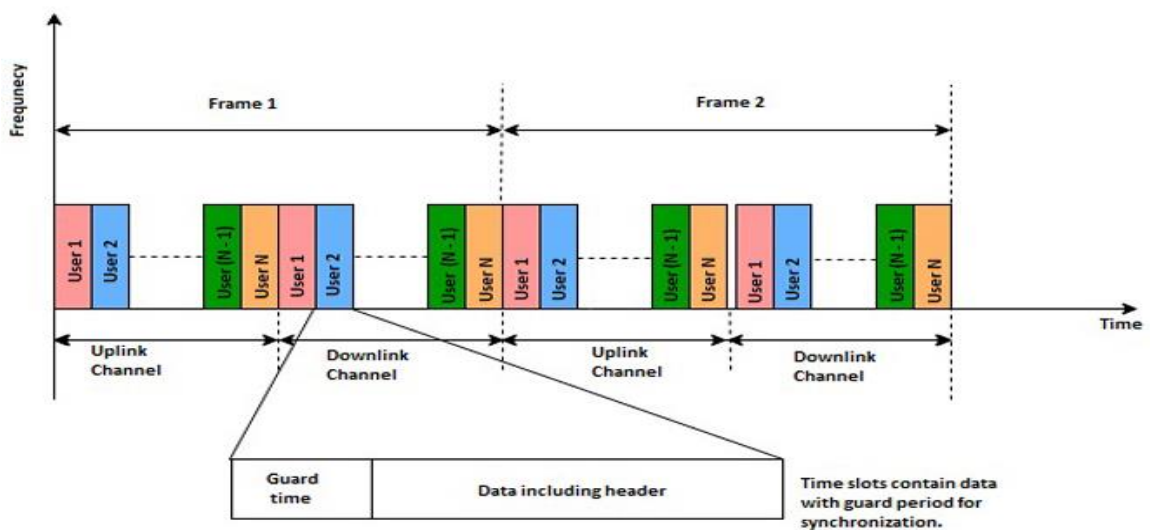 Frequnecy
Frame 1
Frame 2
User 1
User 2
User (N - 1)
User N
User 1
User 2
User (N - 1)
User N
User 1
User 2
User (N - 1)
User N
User 1
User 2
User (N - 1)
User N
Time
Uplink
Channel
Downlink
Channel
Uplink
Channel
Downlink
Channel
Guard
time
Data including header
Time slots contain data
with guard period for
synchronization.